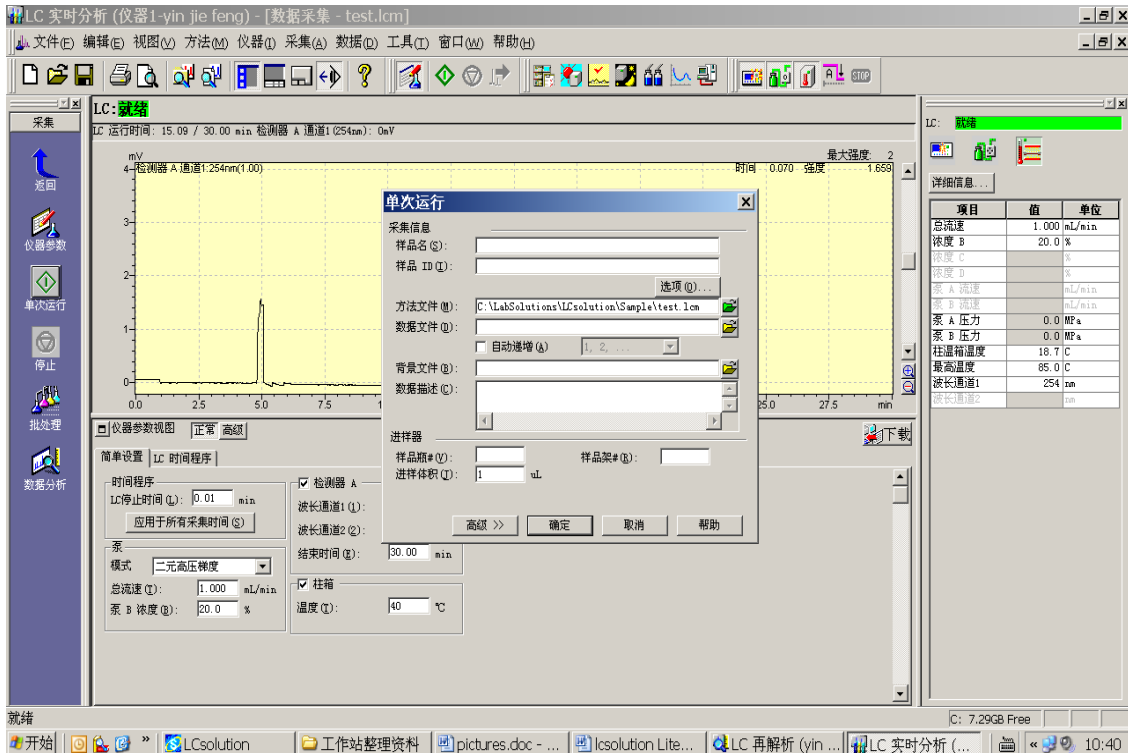 LC 实时分析 (仪器1-yin jie feng) - [数据采集 - test.lcm]
文件(F) 编辑(E) 视图(V) 方法(M) 仪器(I) 采集(A) 数据(D) 工具(T) 窗口(W) 帮助(H)
采集
返回
仪器参数
单次运行
停止
批处理
数据分析
LC:就绪
LC 运行时间: 15.09 / 30.00 min 检测器 A 通道1(254nm): 0mV
mV
最大强度: 2
检测器 A 通道1:254nm(1.00)
时间 0.070 强度 1.659
4
3
2
1
0
0.0 2.5 5.0 7.5 1 25.0 27.5 min
单次运行
采集信息
样品名(S):
样品 ID(I):
选项(O)...
方法文件(M): C:\LabSolutions\LCsolution\Sample\test.lcm
数据文件(D):
自动递增(A) 1, 2, ...
背景文件(B):
数据描述(C):
进样器
样品瓶#(V): 样品架#(R):
进样体积(J): 1 uL
高级 >> 确定 取消 帮助
仪器参数视图 正常 高级
下载
简单设置 LC 时间程序
时间程序
LC停止时间(L): 0.01 min
应用于所有采集时间(S)
泵
模式 二元高压梯度
总流速(T): 1.000 mL/min
泵 B 浓度(B): 20.0 %
检测器 A
波长通道1(1):
波长通道2(2):
结束时间(E): 30.00 min
柱箱
温度(T): 40 ℃
LC: 就绪
详细信息...
项目 值 单位
总流速 1.000 mL/min
浓度 B 20.0 %
浓度 C %
浓度 D %
泵 A 流速 mL/min
泵 B 流速 mL/min
泵 A 压力 0.0 MPa
泵 B 压力 0.0 MPa
柱温箱温度 18.7 C
最高温度 85.0 C
波长通道1 254 nm
波长通道2 nm
就绪
C: 7.29GB Free
开始 LCsolution 工作站整理资料 pictures.doc - ... lcsolution Lite... LC 再解析 (yin ... LC 实时分析 (... 10:40